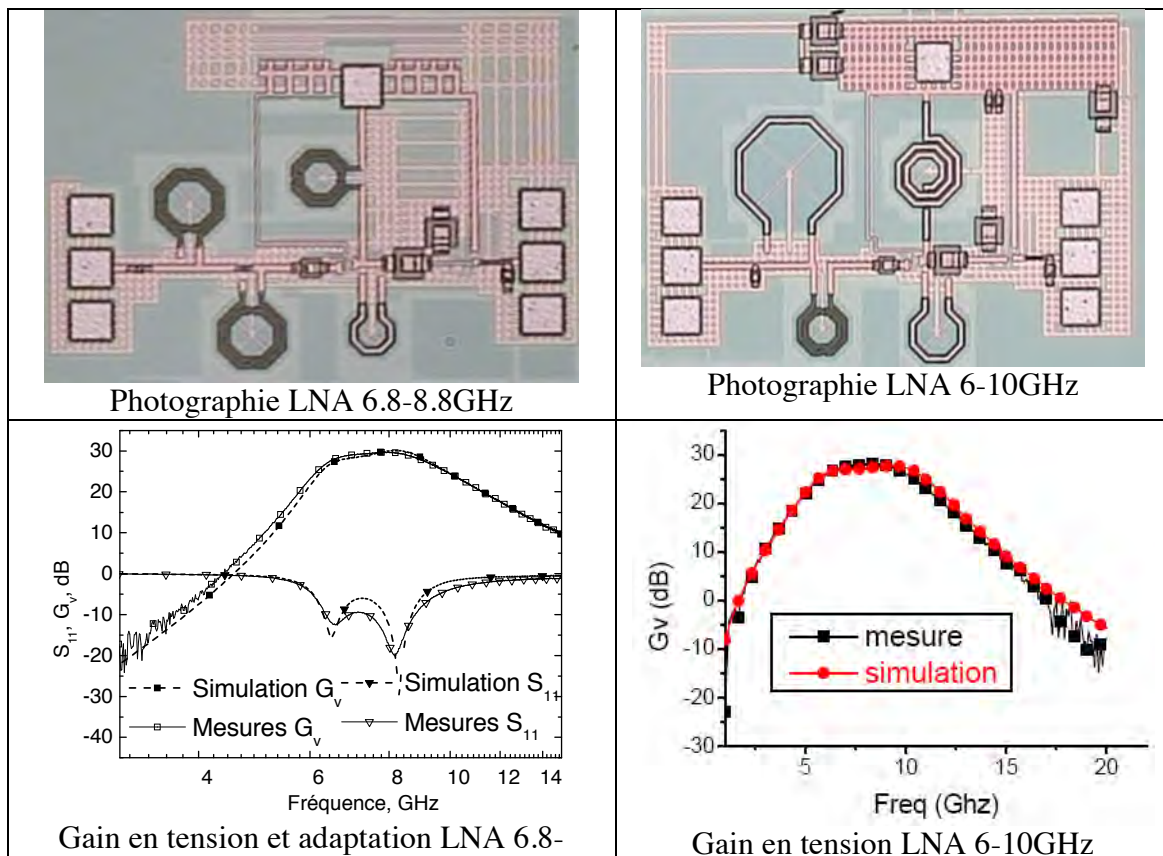 Photographie LNA 6.8-8.8GHz
Photographie LNA 6-10GHz
30
20
10
0
-10
-20
-30
-40
S11, GV, dB
Simulation GV
Simulation S11
Mesures GV
Mesures S11
4
6
8
10
12
14
Fréquence, GHz
Gain en tension et adaptation LNA 6.8-
30
20
10
0
-10
-20
-30
Gv (dB)
mesure
simulation
5
10
15
20
Freq (Ghz)
Gain en tension LNA 6-10GHz